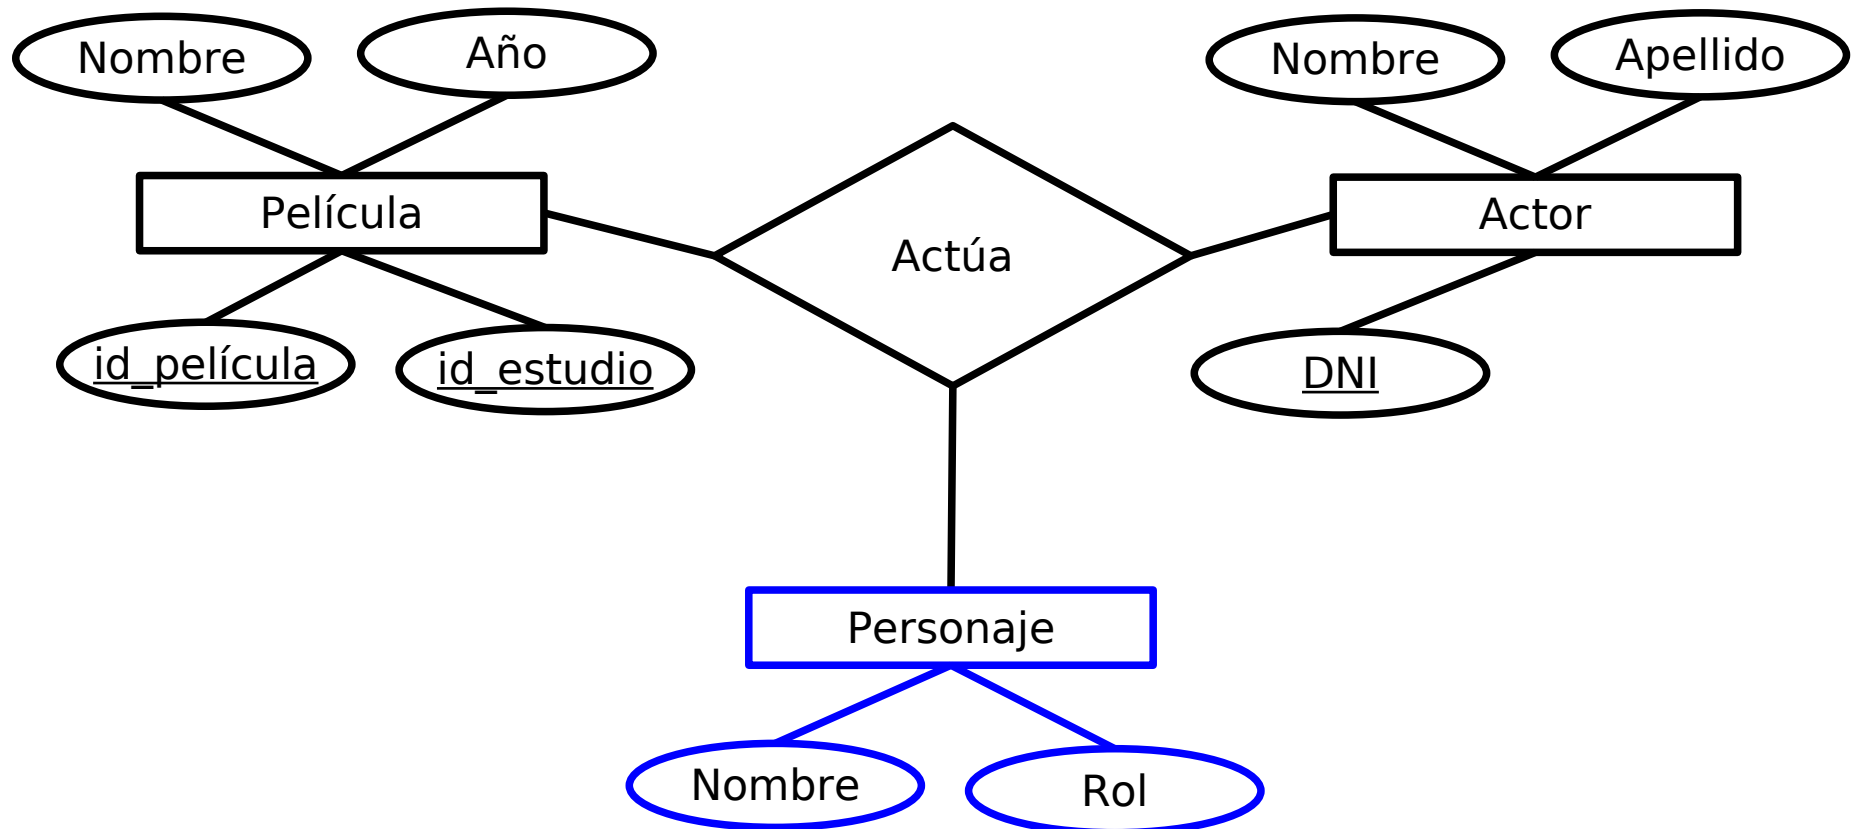 Nombre
Año
Nombre
Apellido
Película
Actúa
Actor
id_película
id_estudio
DNI
Personaje
Nombre
Rol